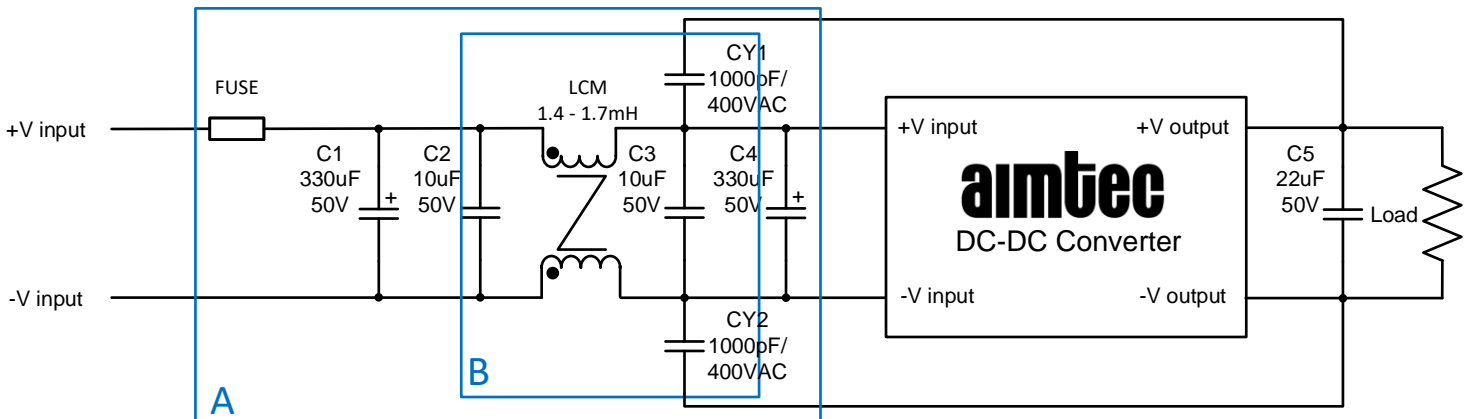 CY1
1000pF/
400VAC
FUSE
LCM
1.4 - 1.7mH
+V input
+V input
+V output
C1
330uF
50V
+
C2
10uF
50V
C3
10uF
50V
C4
330uF
50V
+
aimtec
DC-DC Converter
C5
22uF
50V
Load
-V input
-V input
-V output
CY2
1000pF/
400VAC
B
A